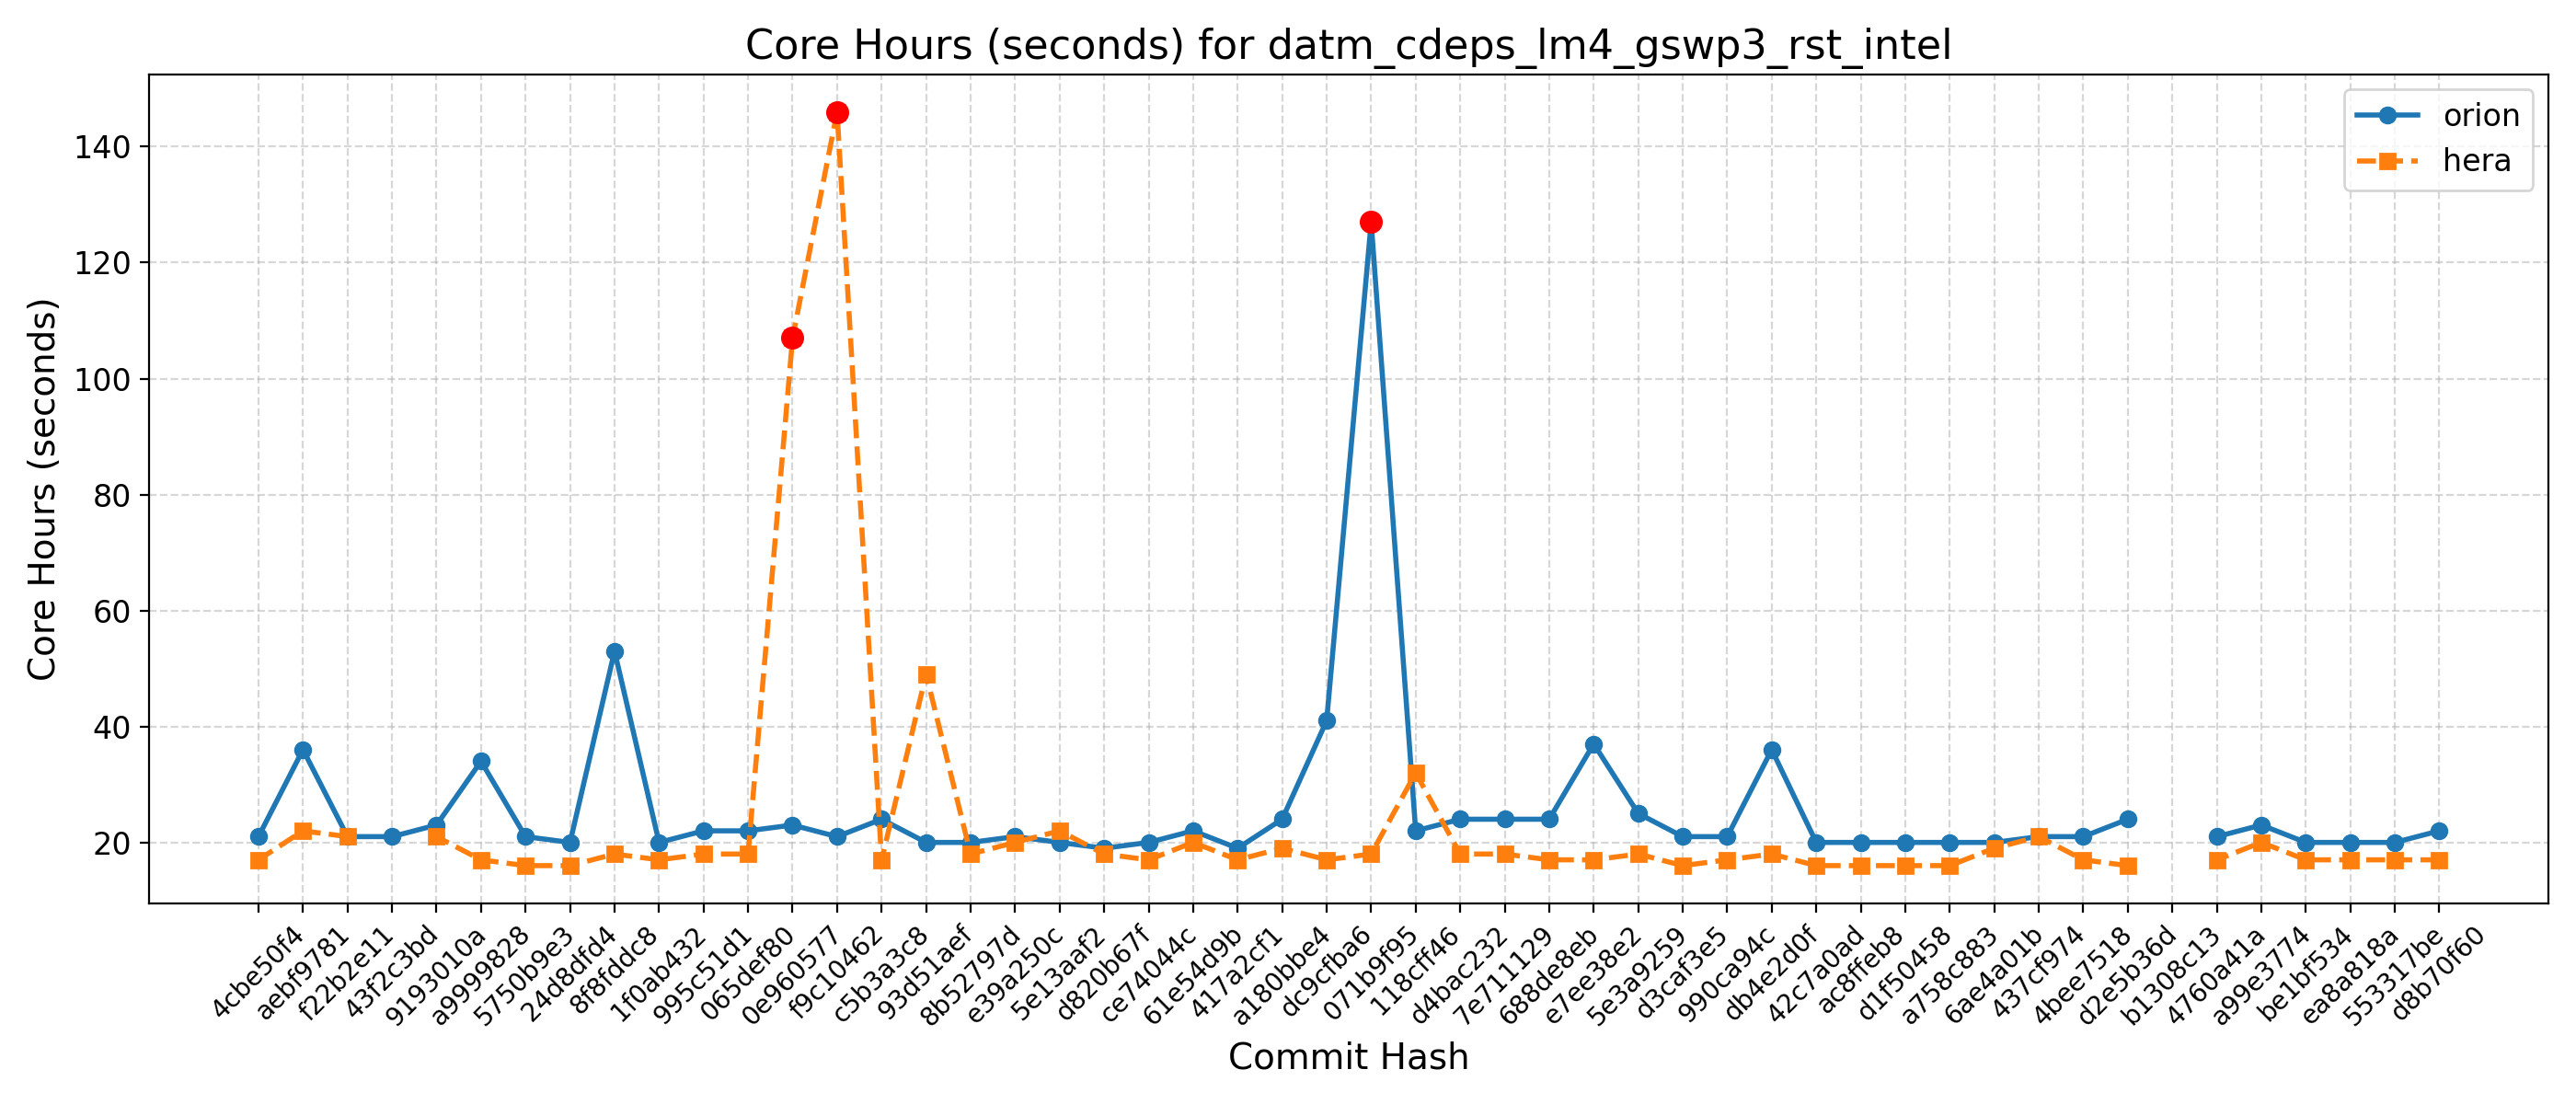 Core Hours (seconds) for datm_cdeps_lm4_gswp3_rst_intel
orion
hera
Core Hours (seconds)
140
120
100
80
60
40
20
4cbe50f4
aebf9781
f22b2e11
43f2c3bd
9193010a
a9999828
5750b9e3
24d8dfd4
8f8fddc8
1f0ab432
995c51d1
065def80
0e960577
f9c10462
c5b3a3c8
93d51aef
8b52797d
e39a250c
5e13aaf2
d820b67f
ce74044c
61e54d9b
417a2cf1
a180bbe4
dc9cfba6
071b9f95
118cff46
d4bac232
7e711129
688de8eb
e7ee38e2
5e3a9259
d3caf3e5
990ca94c
db4e2d0f
42c7a0ad
ac8ffeb8
d1f50458
a758c883
6ae4a01b
437cf974
4bee7518
d2e5b36d
b1308c13
4760a41a
a99e3774
be1bf534
ea8a818a
553317be
d8b70f60
Commit Hash